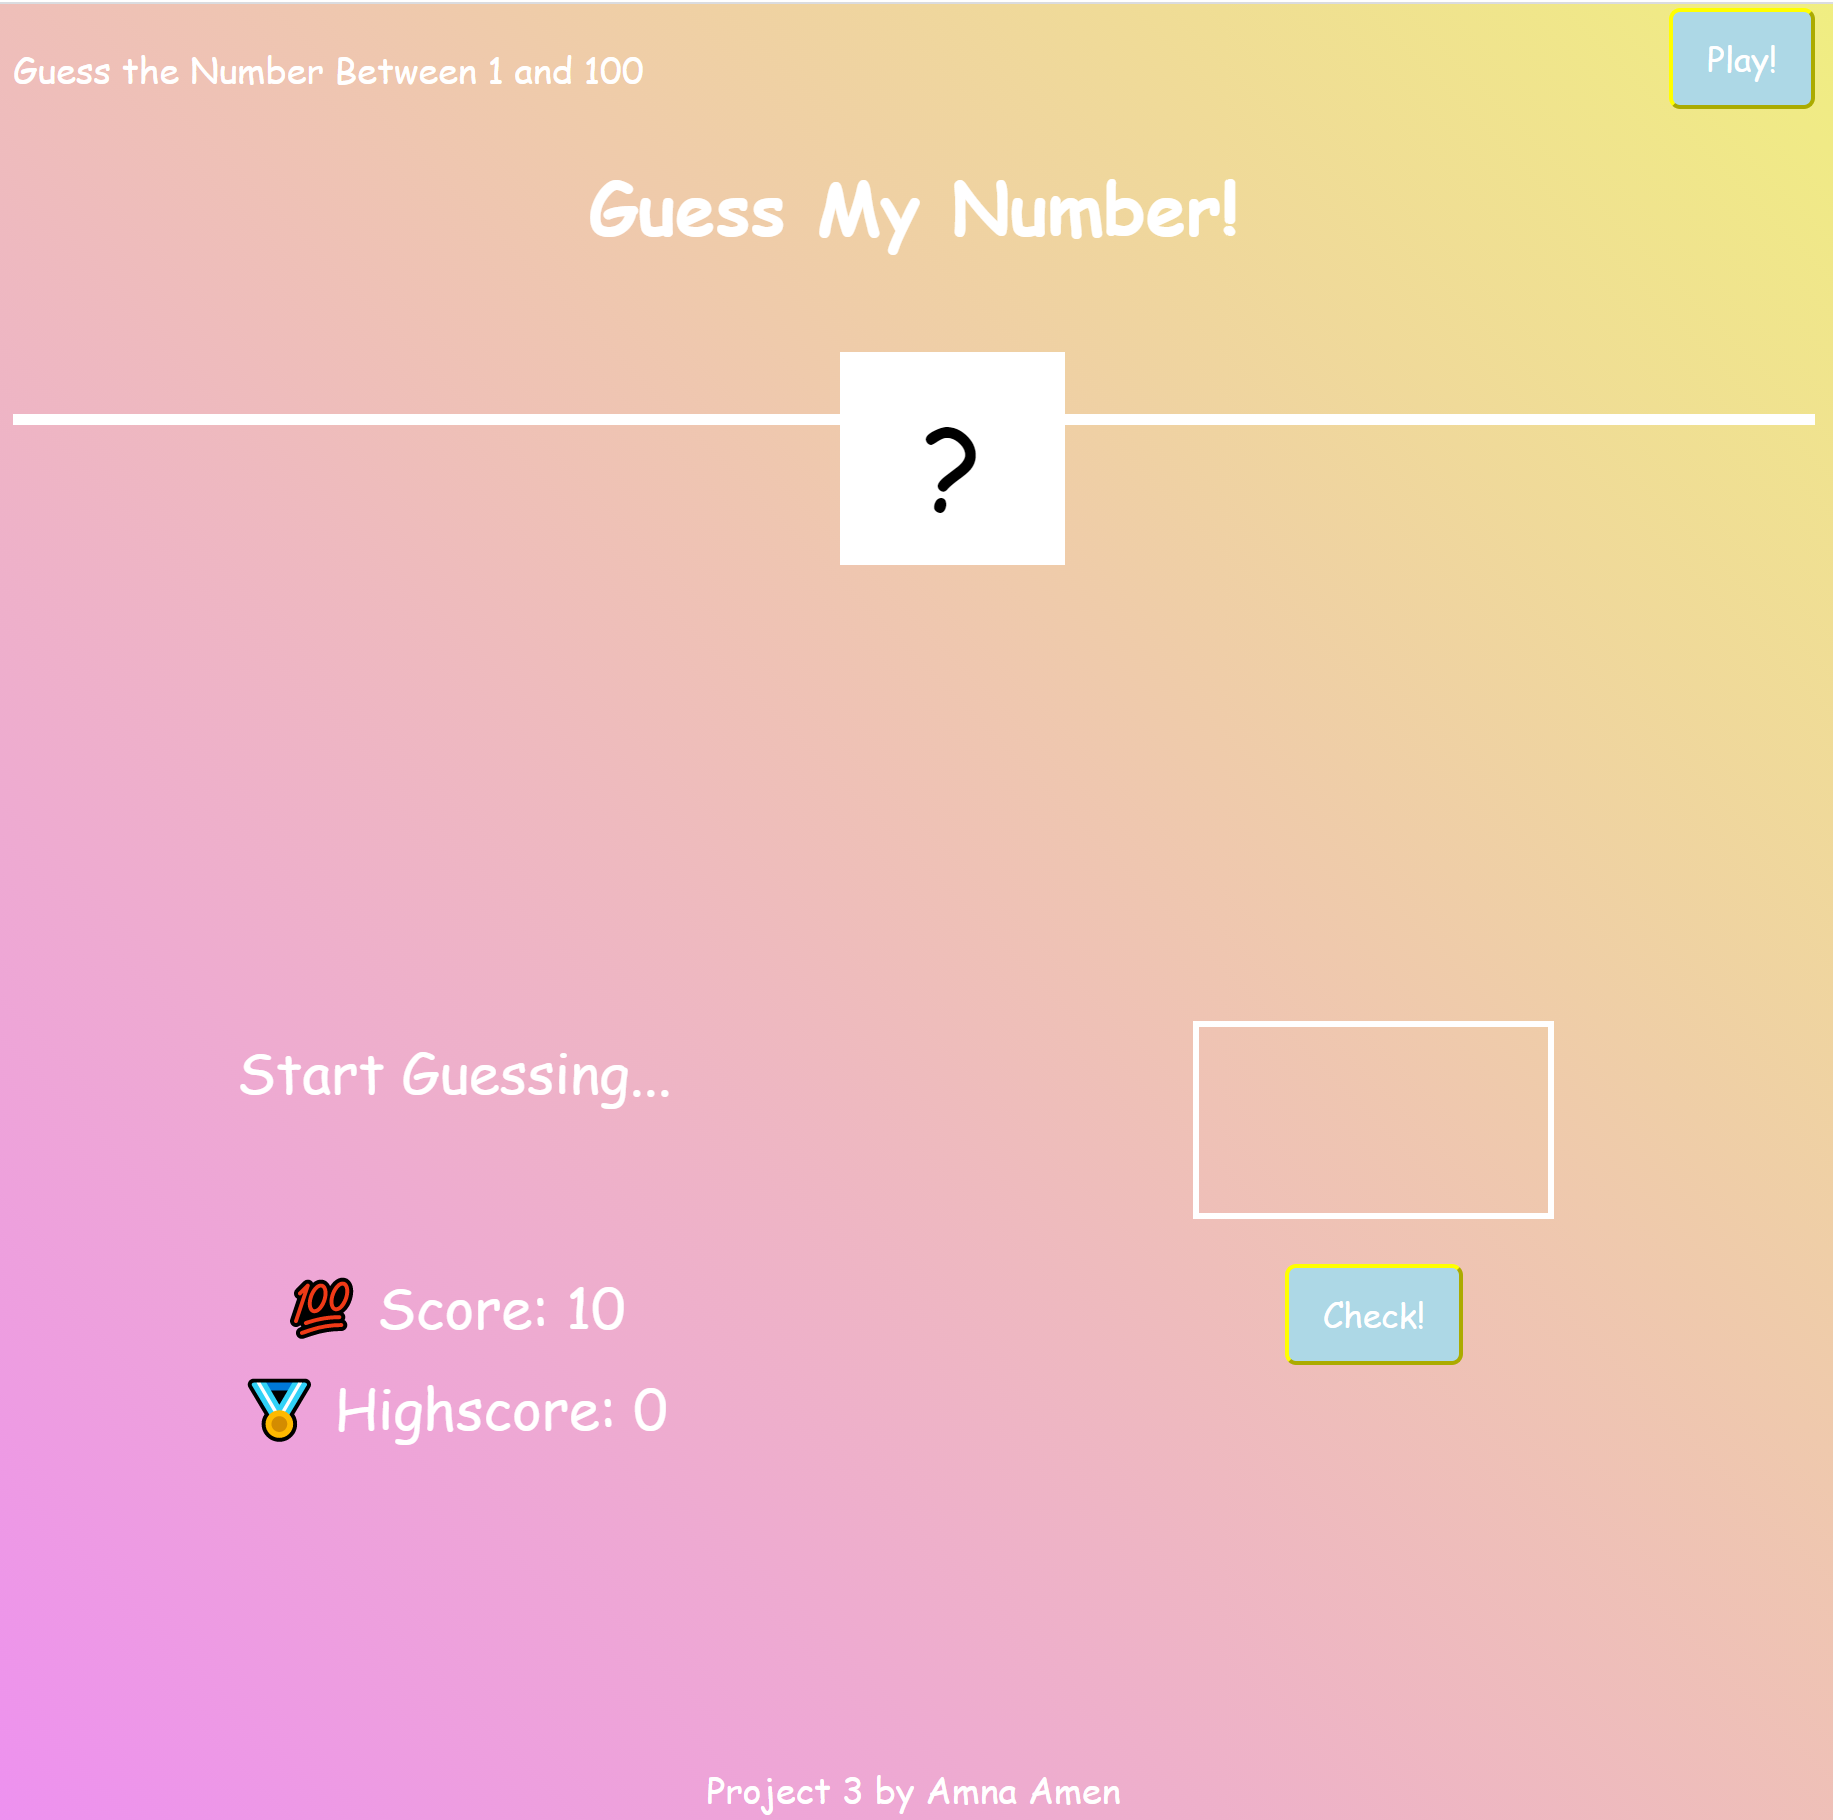 Guess the Number Between 1 and 100
Play!
Guess My Number!
?
Start Guessing...
💯 Score: 10
Check!
🏅 Highscore: 0
Project 3 by Amna Amen